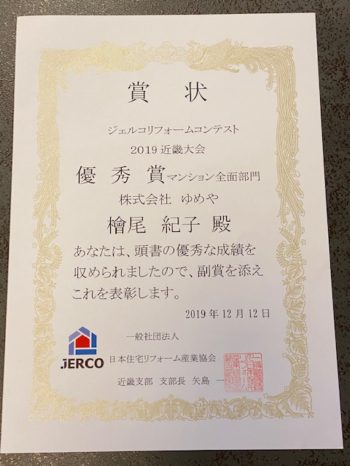 賞状
ジェルコリフォームコンテスト
2019近畿大会
優秀賞マンション全面部門
株式会社 ゆめや
檜尾 紀子 殿
あなたは、頭書の優秀な成績を
収められましたので、副賞を添え
これを表彰します。
2019年12月12日
一般社団法人
日本住宅リフォーム産業協会
近畿支部 支部長 矢島 一
JERCO